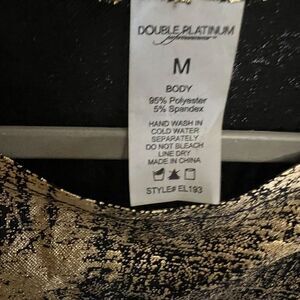 DOUBLE PLATINUM
M
BODY
95% Polyester
5% Spandex
HAND WASH IN
COLD WATER
SEPARATELY
DO NOT BLEACH
LINE DRY
MADE IN CHINA
STYLE# EL193